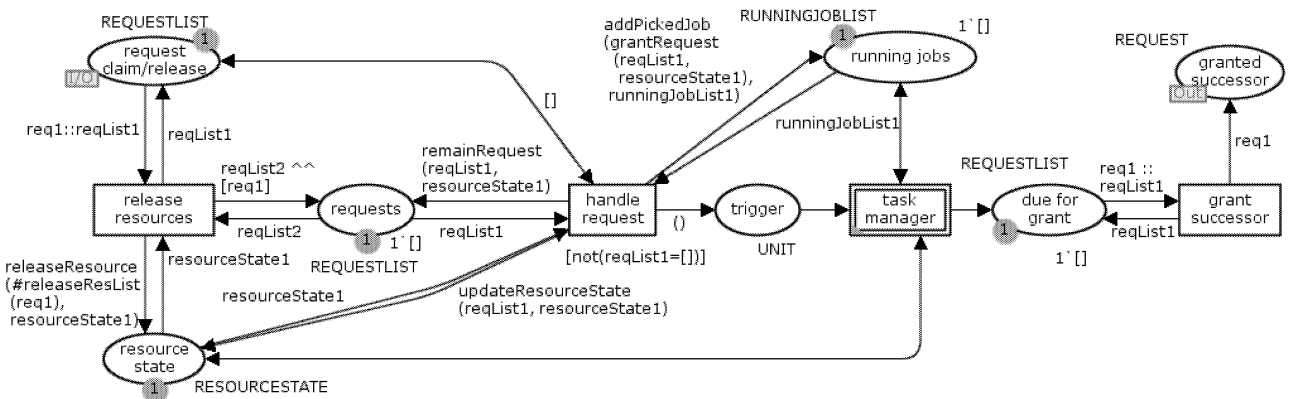 REQUESTLIST
1
request
claim/release
I/O
req1::reqList1
reqList1
[]
addPickedJob
(grantRequest
(reqList1,
resourceState1),
runningJobList1)
RUNNINGJOBLIST
1
1`[]
running jobs
REQUEST
granted
successor
Out
runningJobList1
req1
release
resources
reqList2 ^^
[req1]
reqList2
requests
1
1`[]
REQUESTLIST
remainRequest
(reqList1,
resourceState1)
reqList1
handle
request
[not(reqList1=[])]
()
trigger
UNIT
task
manager
REQUESTLIST
due for
grant
1
1`[]
req1 ::
reqList1
reqList1
grant
successor
releaseResource
(#releaseResList
(req1),
resourceState1)
resourceState1
resourceState1
updateResourceState
(reqList1, resourceState1)
resource
state
1
RESOURCESTATE